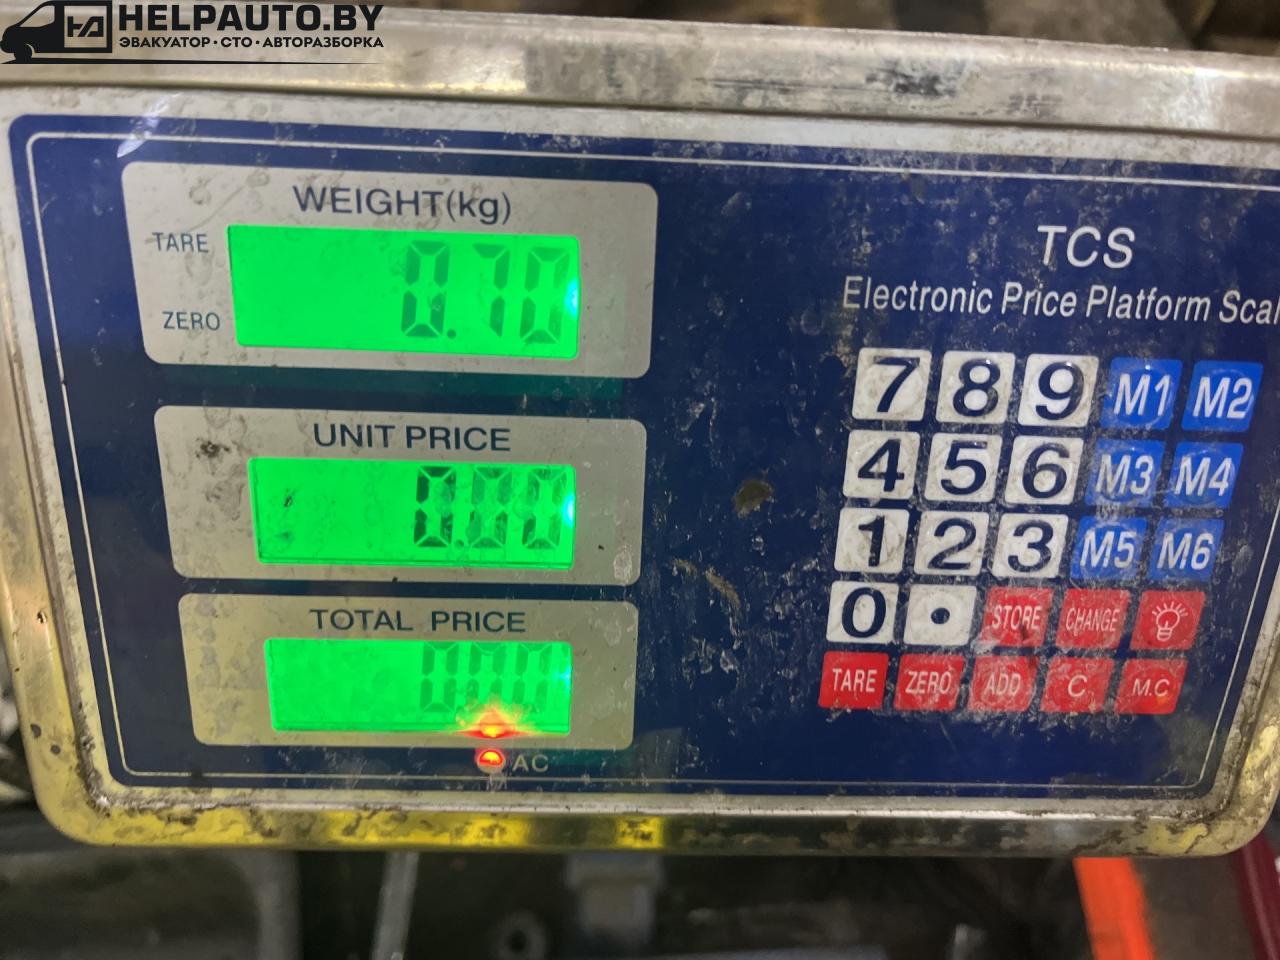 HELPAUTO.BY
ЭВАКУАТОР • СТО • АВТОРАЗБОРКА
WEIGHT(kg)
TARE
0.70
ZERO
UNIT PRICE
0.00
TOTAL PRICE
0.00
AC
TCS
Electronic Price Platform
7 8 9 M1 M2
4 5 6 M3 M4
1 2 3 M5 M6
0 . STORE CHANGE
TARE ZERO ADD C M.C